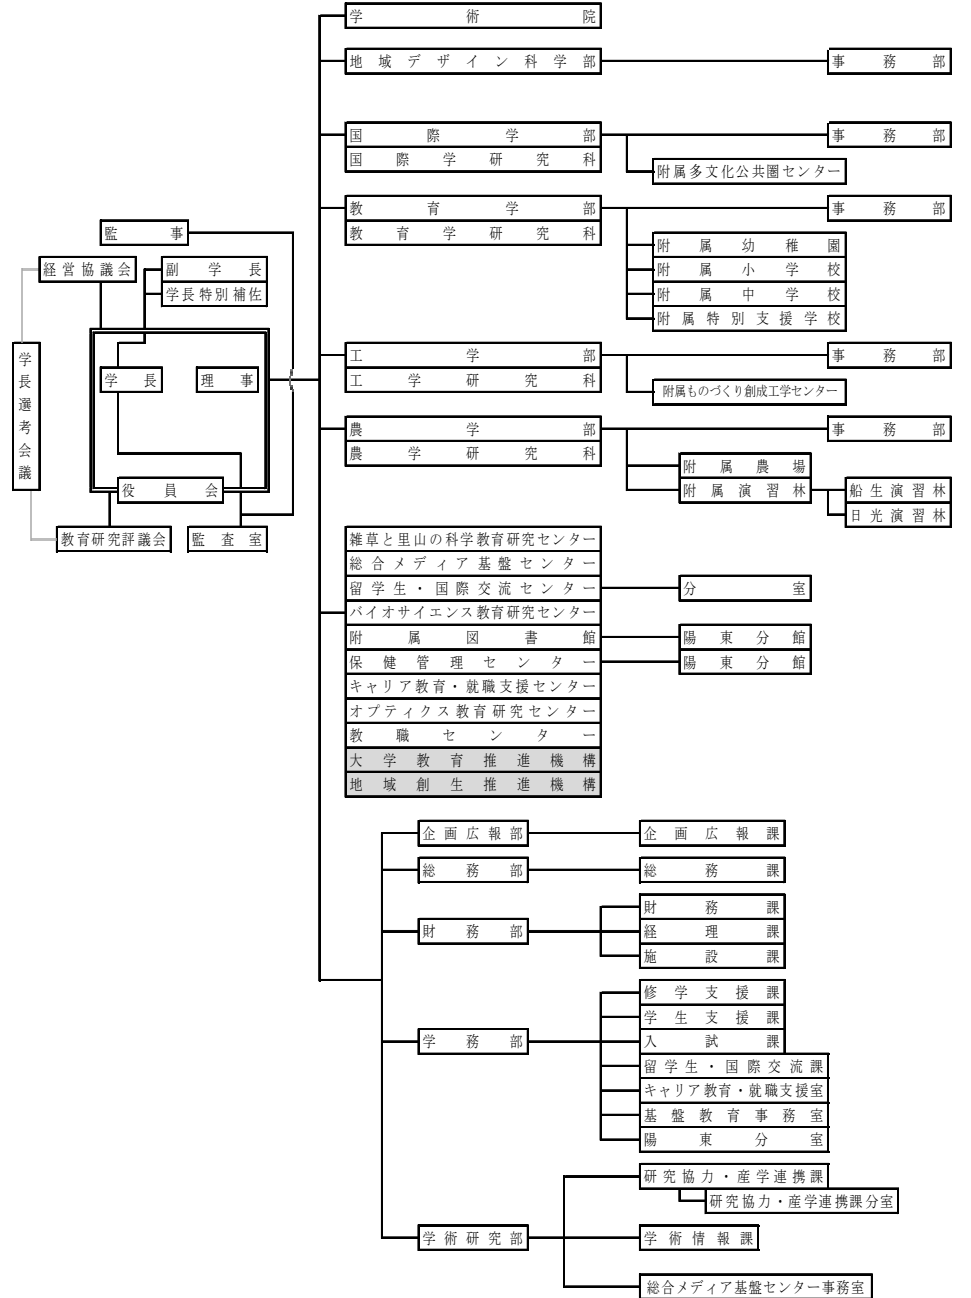 学術院
地域デザイン科学部 事務部
国際学部 事務部
国際学研究科
附属多文化公共圏センター
教育学部 事務部
教育学研究科
附属幼稚園
附属小学校
附属中学校
附属特別支援学校
監事
経営協議会
副学長
学長特別補佐
学長選考会議
学長
理事
役員会
教育研究評議会
監査室
工学部 事務部
工学研究科
附属ものづくり創成工学センター
農学部 事務部
農学研究科
附属農場
附属演習林
船生演習林
日光演習林
雑草と里山の科学教育研究センター
総合メディア基盤センター
留学生・国際交流センター 分室
バイオサイエンス教育研究センター
附属図書館 陽東分館
保健管理センター 陽東分館
キャリア教育・就職支援センター
オプティクス教育研究センター
教職センター
大学教育推進機構
地域創生推進機構
企画広報部 企画広報課
総務部 総務課
財務部
財務課
経理課
施設課
学務部
修学支援課
学生支援課
入試課
留学生・国際交流課
キャリア教育・就職支援室
基盤教育事務室
陽東分室
学術研究部
研究協力・産学連携課
研究協力・産学連携課分室
学術情報課
総合メディア基盤センター事務室